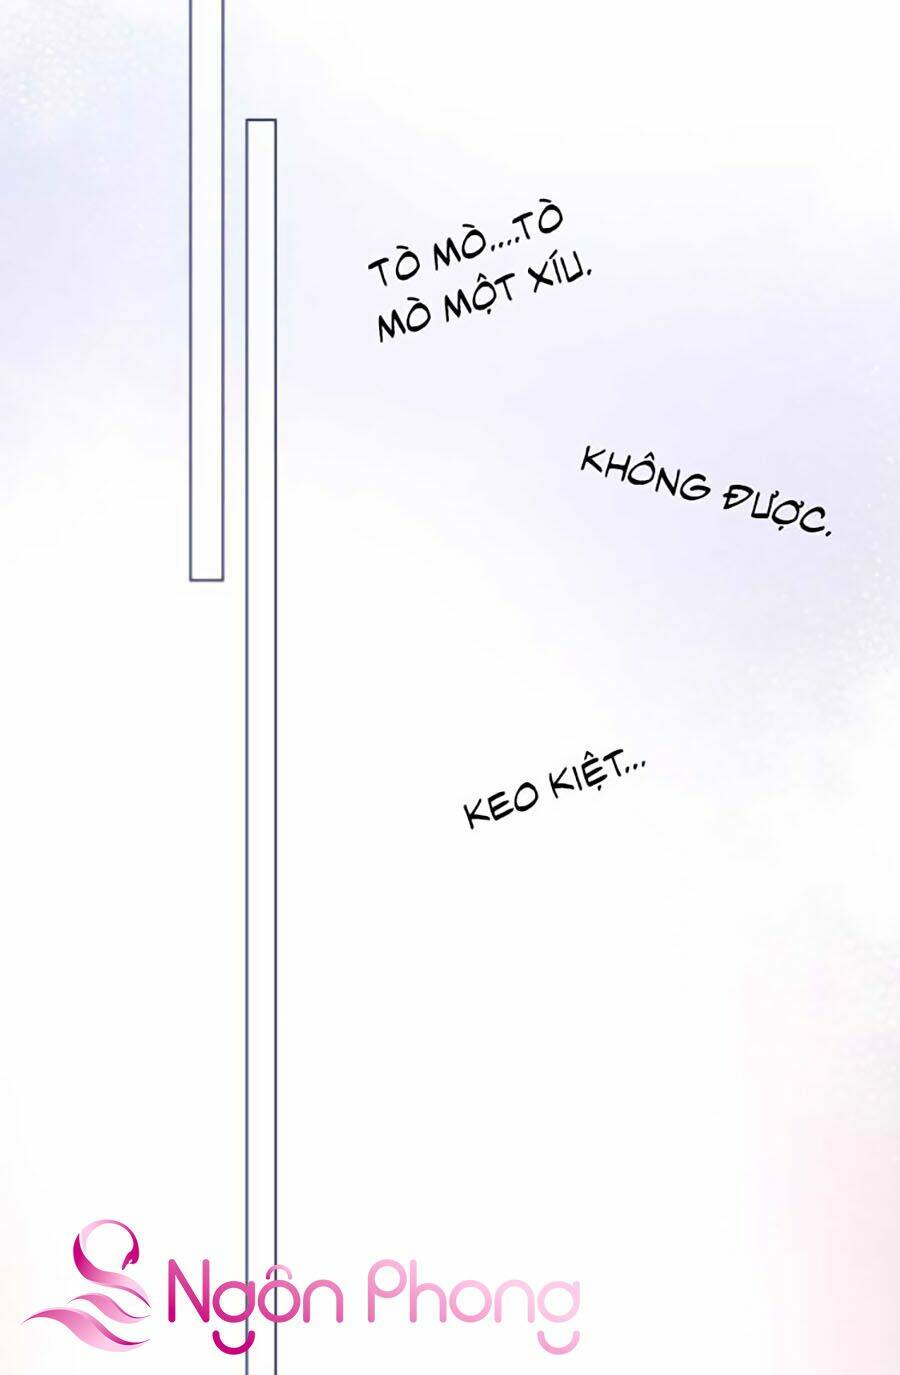 TÒ MÒ....TÒ
MÒ MỘT XÍU.
KHÔNG ĐƯỢC.
KEO KIỆT...
Ngôn Phong